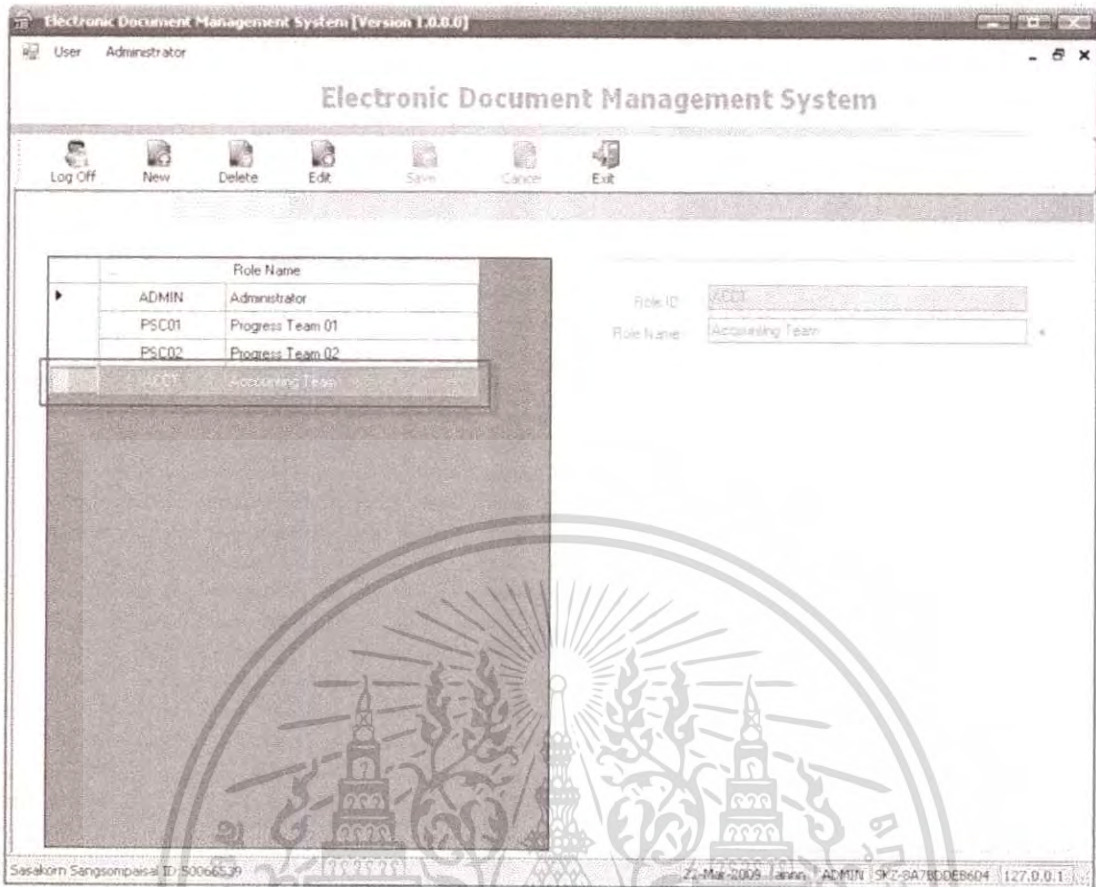 Electronic Document Management System [Version 1.0.0.0]
User Administrator
Electronic Document Management System
Log Off New Delete Edit Save Cancel Exit
Role Name
ADMIN Administrator
PSC01 Progress Team 01
PSC02 Progress Team 02
ACCT Accounting Team
Role ID: ACCT
Role Name: Accounting Team *
Sasakorn Sangsompaisal ID: 50066539 22-Mar-2009 annn ADMIN SKZ-8A7BDDEB604 127.0.0.1